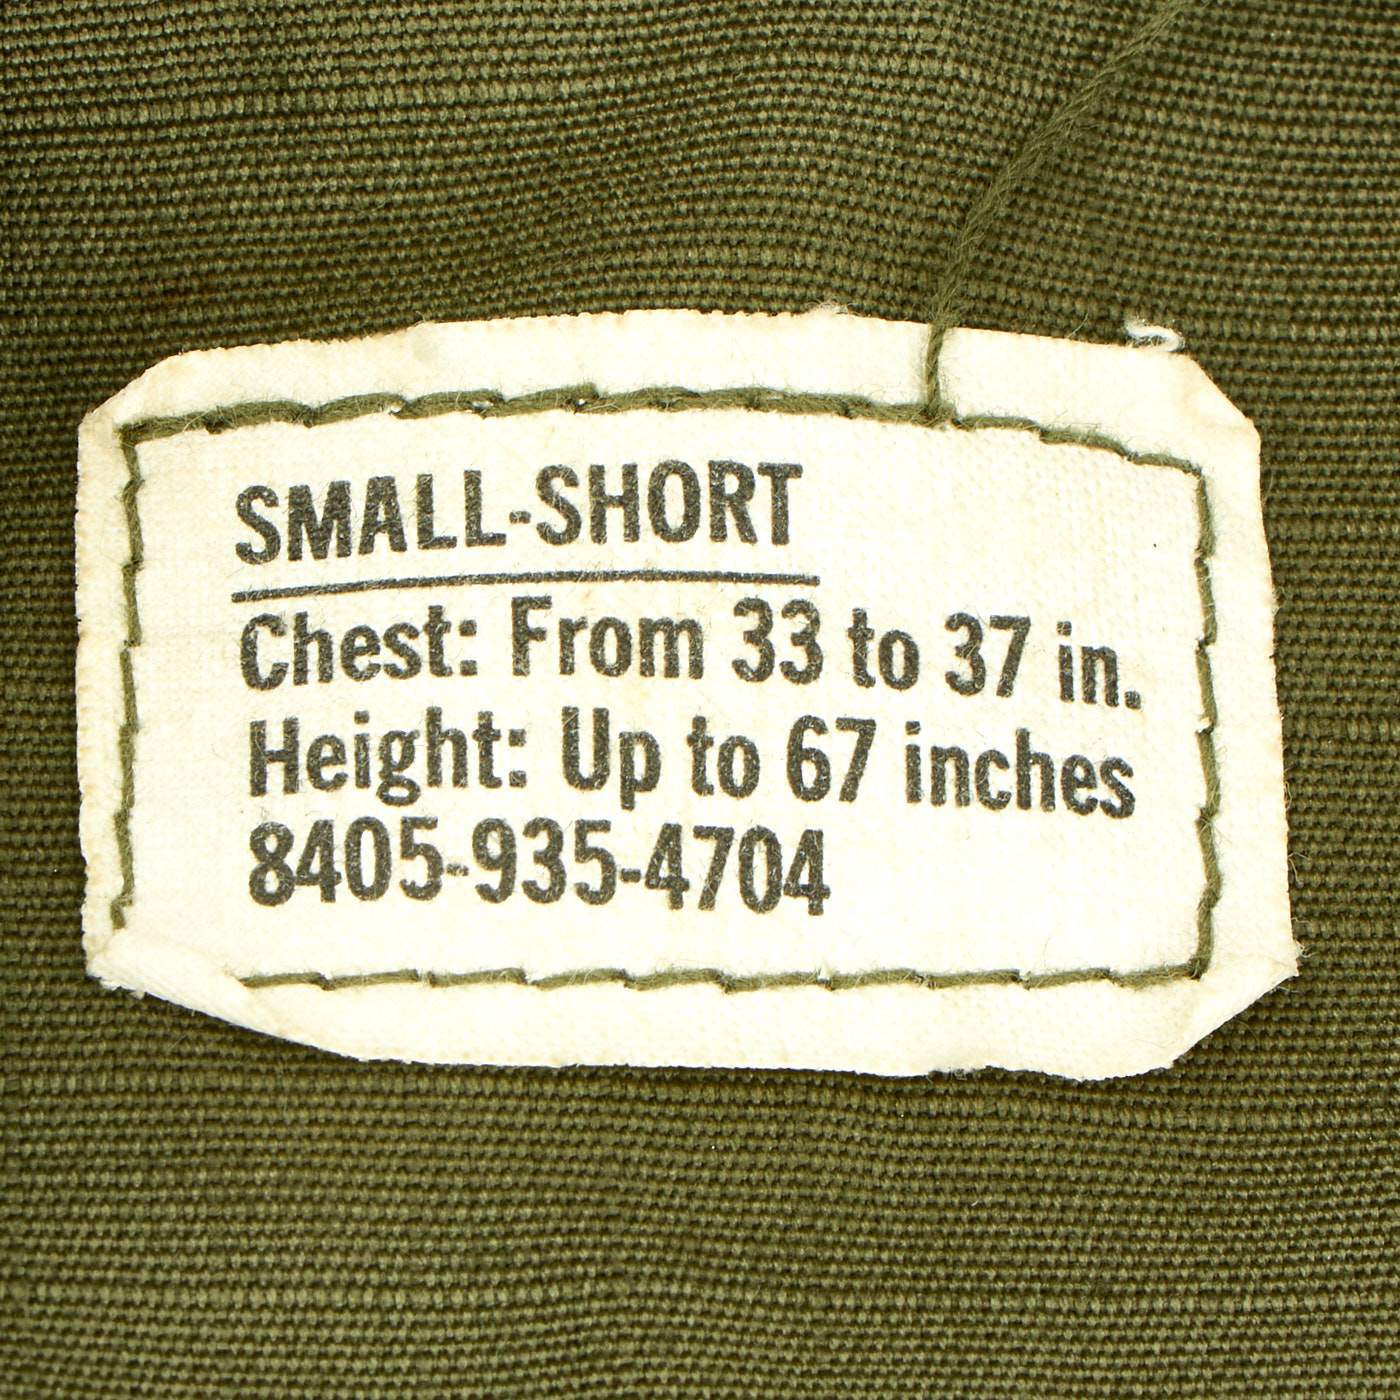 SMALL-SHORT
Chest: From 33 to 37 in.
Height: Up to 67 inches
8405-935-4704